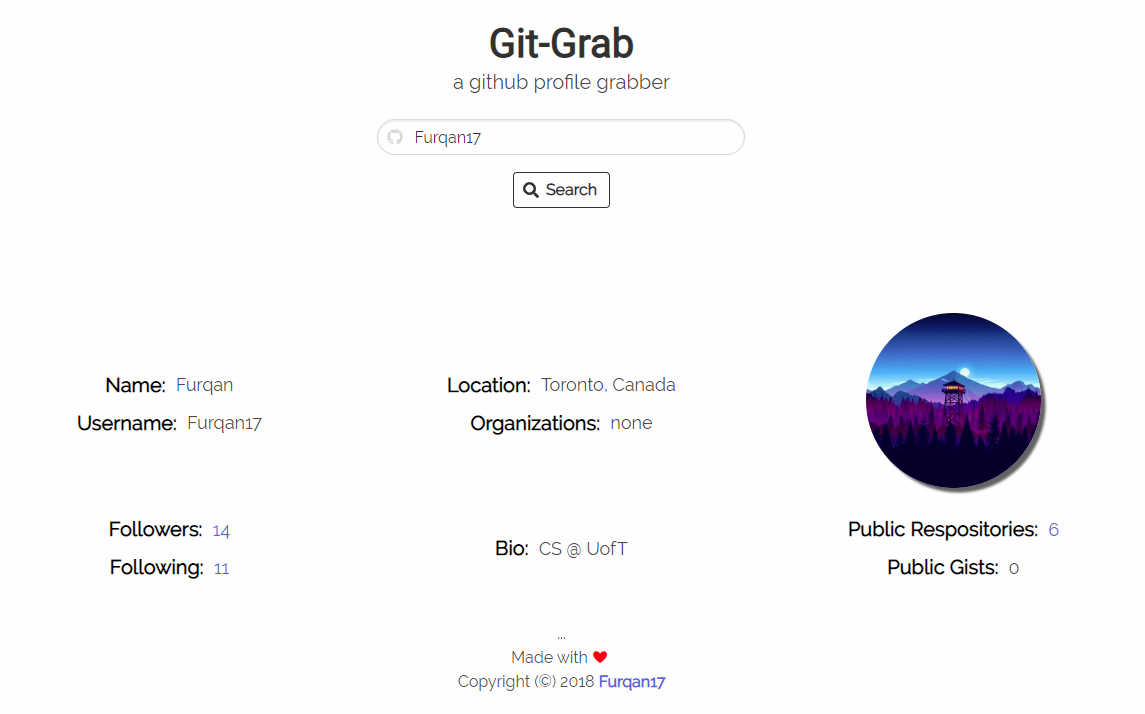 Git-Grab
a github profile grabber
Furqan17
Search
Name: Furqan
Username: Furqan17
Location: Toronto, Canada
Organizations: none
Followers: 14
Following: 11
Bio: CS @ UofT
Public Respositories: 6
Public Gists: 0
...
Made with ❤
Copyright (©) 2018 Furqan17